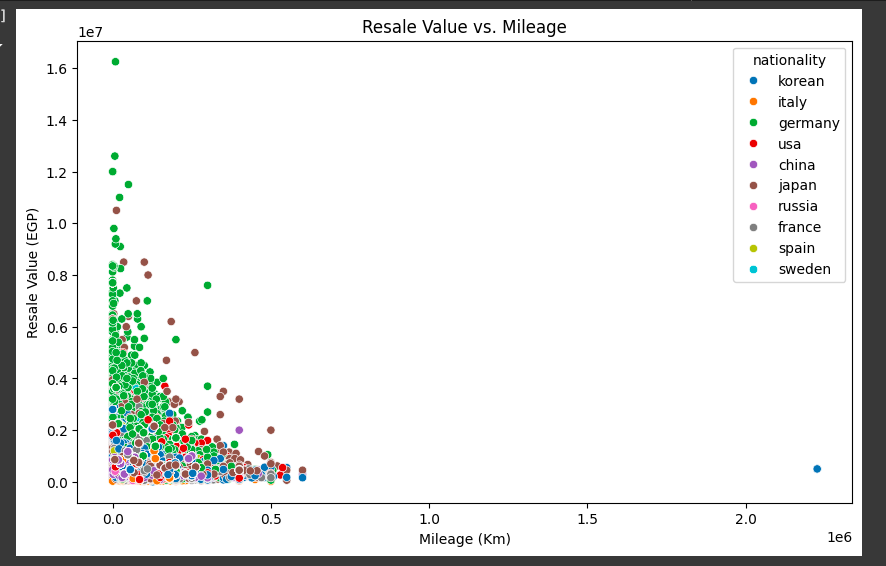 ]
Resale Value vs. Mileage
1e7
1.6
1.4
1.2
1.0
0.8
0.6
0.4
0.2
0.0
Resale Value (EGP)
nationality
korean
italy
germany
usa
china
japan
russia
france
spain
sweden
0.0 0.5 1.0 1.5 2.0
1e6
Mileage (Km)